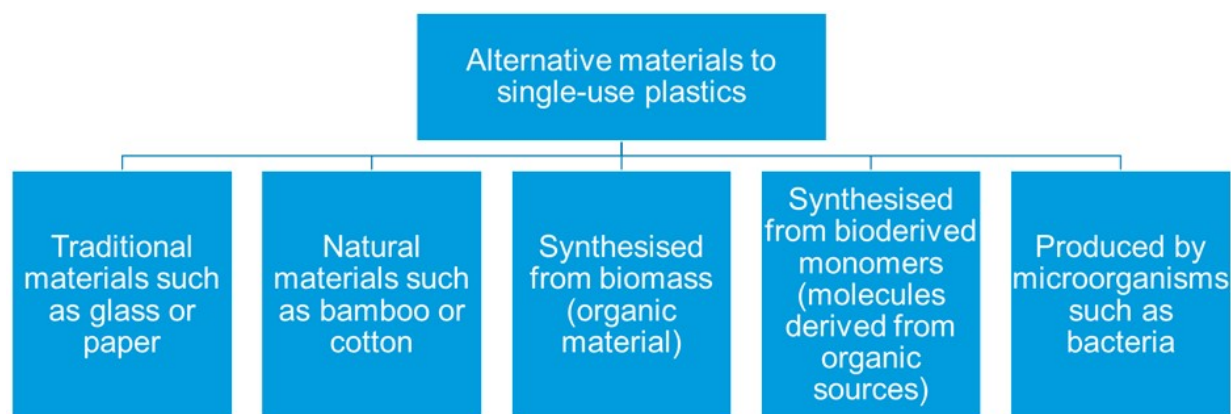 Alternative materials to
single-use plastics
Traditional
materials such
as glass or
paper
Natural
materials such
as bamboo or
cotton
Synthesised
from biomass
(organic
material)
Synthesised
from bioderived
monomers
(molecules
derived from
organic
sources)
Produced by
microorganisms
such as
bacteria